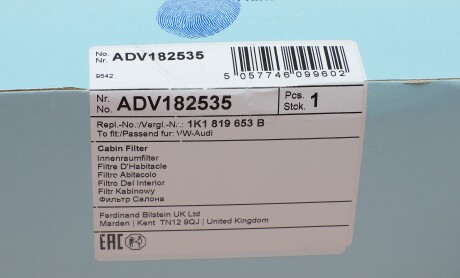 No.
Nr. ADV182535
9542
5 057746 099602
Nr.
No. ADV182535
Pcs.
Stck. 1
Repl.-No.:/Vergl.-Nr.: 1K1 819 653 B
To fit:/Passend fur: VW-Audi
Cabin Filter
Innenraumfilter
Filtre D'Habitacle
Filtro Abitacolo
Filtro Del Interior
Filtr Kabinowy
Фильтр Салона
Ferdinand Bilstein UK Ltd
Marden | Kent TN12 9QJ | United Kingdom
EAC